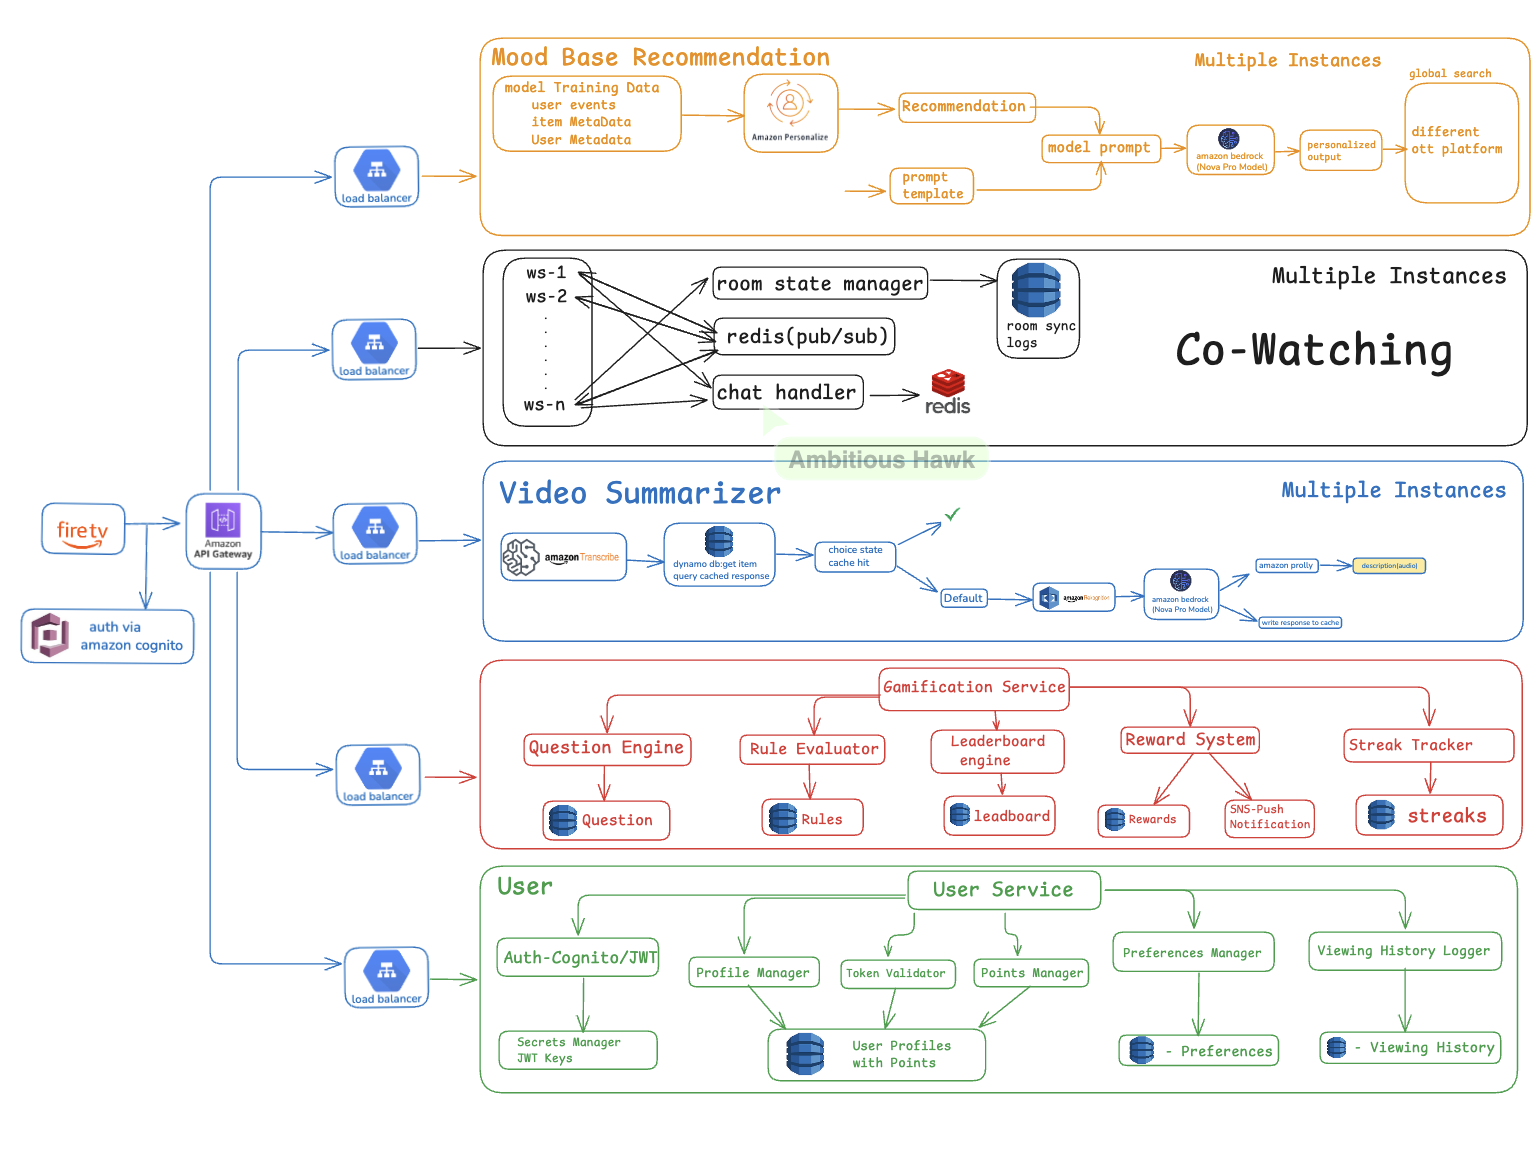 Mood Base Recommendation
Multiple Instances
model Training Data
user events
item MetaData
User Metadata
Amazon Personalize
Recommendation
model prompt
prompt
template
amazon bedrock
(Nova Pro Model)
personalized
output
global search
different
ott platform
load balancer
ws-1
ws-2
ws-n
room state manager
redis(pub/sub)
chat handler
room sync
logs
redis
Multiple Instances
Co-Watching
load balancer
Ambitious Hawk
Video Summarizer
Multiple Instances
amazon Transcribe
dynamo db:get item
query cached response
choice state
cache hit
Default
amazon
amazon bedrock
(Nova Pro Model)
amazon prolly
description(audio)
write response to cache
load balancer
firetv
Amazon
API Gateway
auth via
amazon cognito
Gamification Service
Question Engine
Rule Evaluator
Leaderboard
engine
Reward System
Streak Tracker
Question
Rules
leadboard
Rewards
SNS-Push
Notification
streaks
load balancer
User
User Service
Auth-Cognito/JWT
Profile Manager
Token Validator
Points Manager
Preferences Manager
Viewing History Logger
Secrets Manager
JWT Keys
User Profiles
with Points
- Preferences
- Viewing History
load balancer